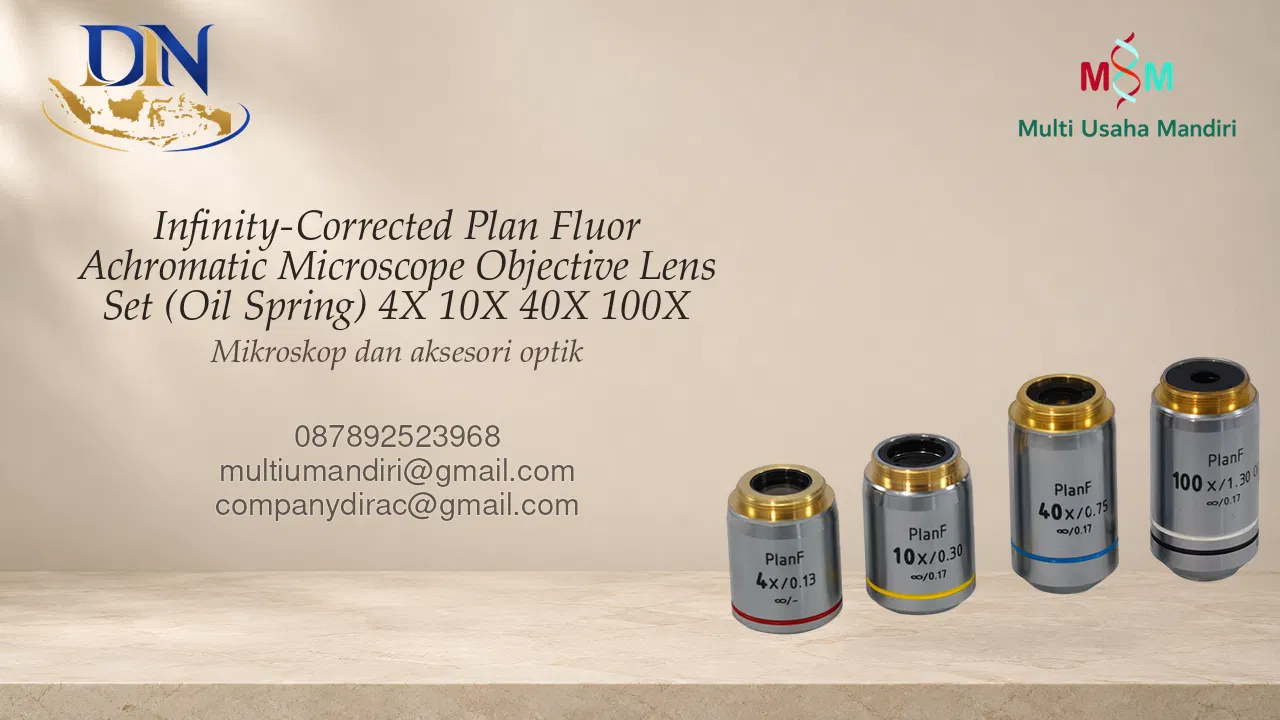 DIN
M M
Multi Usaha Mandiri
Infinity-Corrected Plan Fluor
Achromatic Microscope Objective Lens
Set (Oil Spring) 4X 10X 40X 100X
Mikroskop dan aksesori optik
087892523968
multiumandiri@gmail.com
companydirac@gmail.com
PlanF
4x/0.13
∞/-
PlanF
10x/0.30
∞/0.17
PlanF
40x/0.75
∞/0.17
PlanF
100x/1.30
∞/0.17